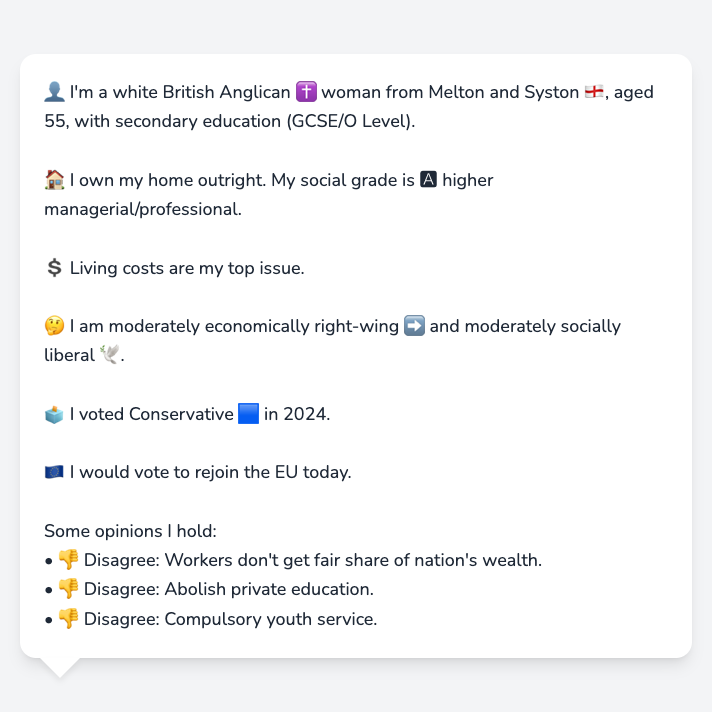 👤 I'm a white British Anglican ✝️ woman from Melton and Syston 🏴󠁧󠁢󠁥󠁮󠁧󠁿, aged
55, with secondary education (GCSE/O Level).
🏠 I own my home outright. My social grade is 🅰 higher
managerial/professional.
💲 Living costs are my top issue.
🤔 I am moderately economically right-wing ➡️ and moderately socially
liberal 🕊️.
🗳️ I voted Conservative 🟦 in 2024.
🇪🇺 I would vote to rejoin the EU today.
Some opinions I hold:
• 👎 Disagree: Workers don't get fair share of nation's wealth.
• 👎 Disagree: Abolish private education.
• 👎 Disagree: Compulsory youth service.